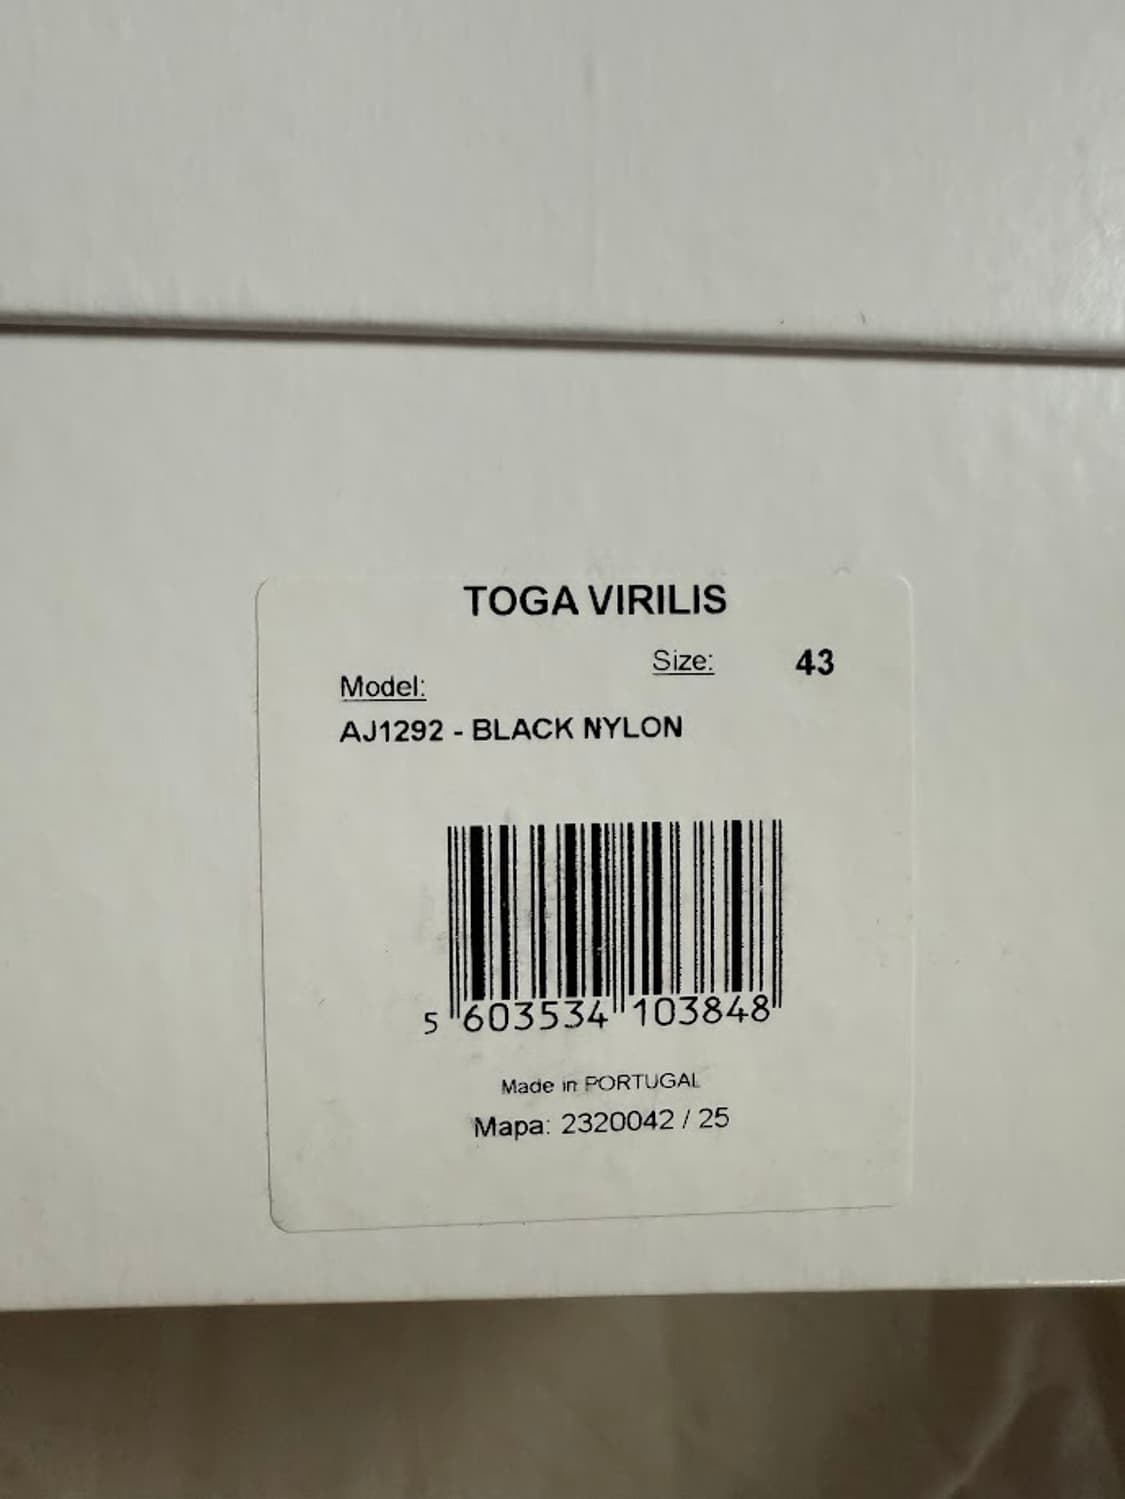 TOGA VIRILIS
Size: 43
Model:
AJ1292 - BLACK NYLON
5 603534 103848
Made in PORTUGAL
Mapa: 2320042 / 25